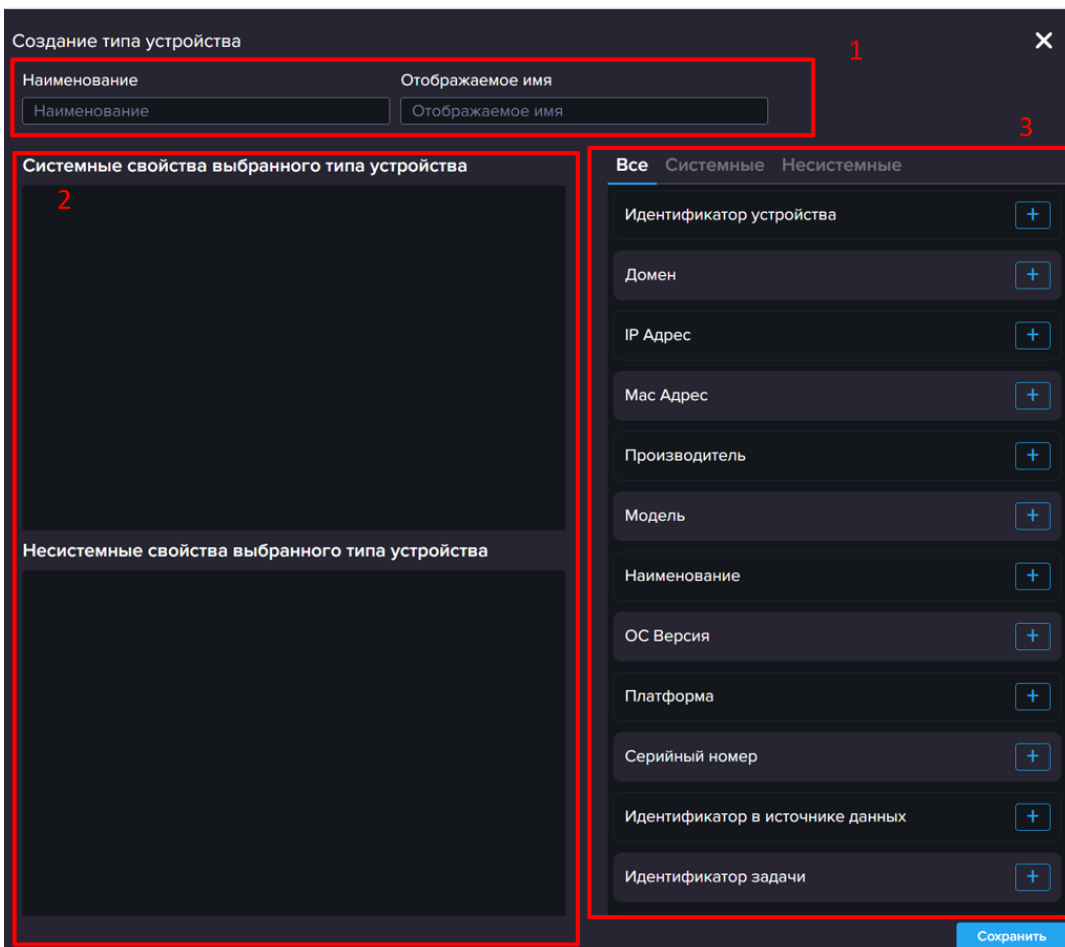 Создание типа устройства
1
Наименование
Отображаемое имя
Наименование
Отображаемое имя
3
Системные свойства выбранного типа устройства
2
Несистемные свойства выбранного типа устройства
Все Системные Несистемные
Идентификатор устройства
Домен
IP Адрес
Мас Адрес
Производитель
Модель
Наименование
ОС Версия
Платформа
Серийный номер
Идентификатор в источнике данных
Идентификатор задачи
Сохранить